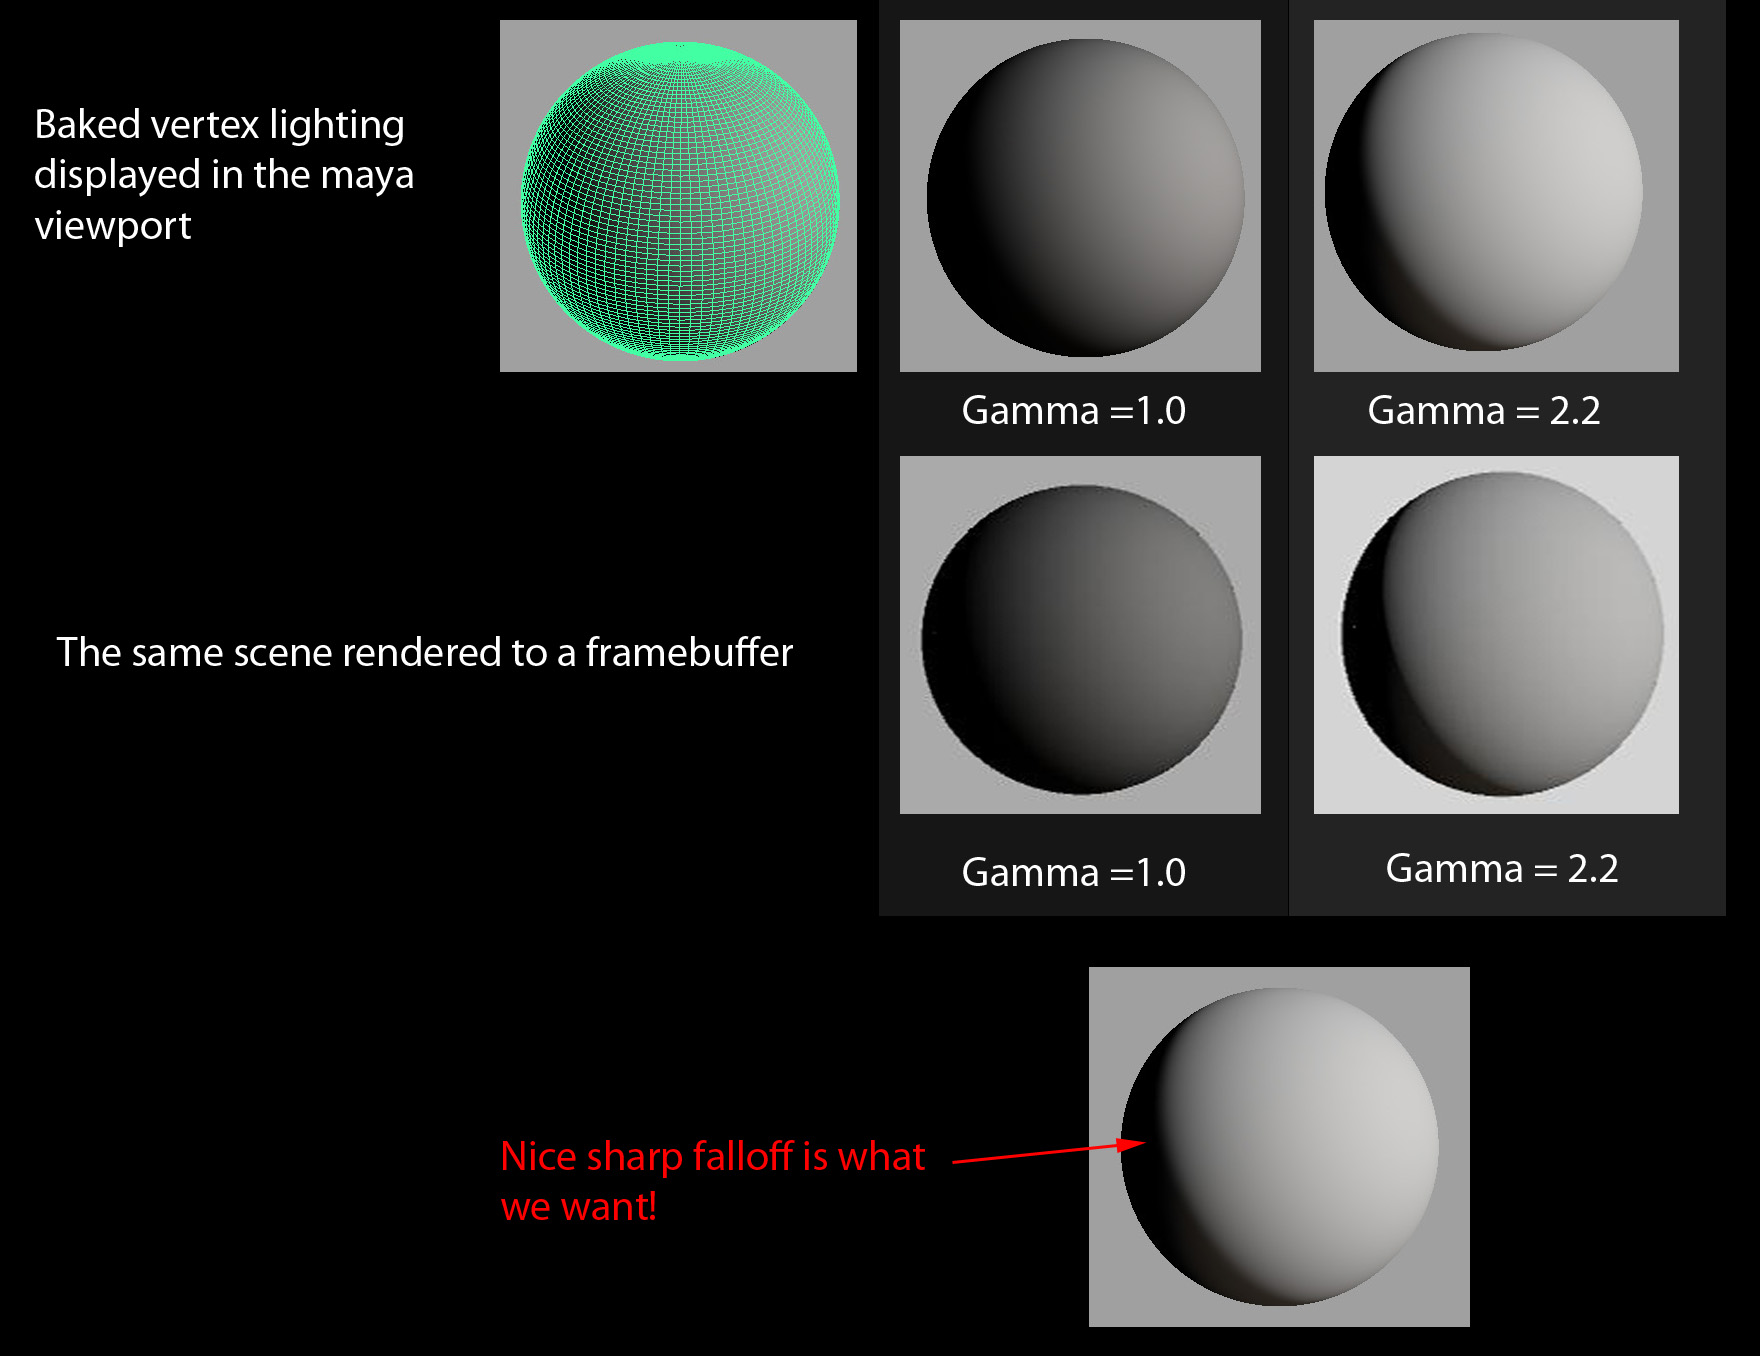 Baked vertex lighting
displayed in the maya
viewport
Gamma =1.0
Gamma = 2.2
The same scene rendered to a framebuffer
Gamma =1.0
Gamma = 2.2
Nice sharp falloff is what
we want!